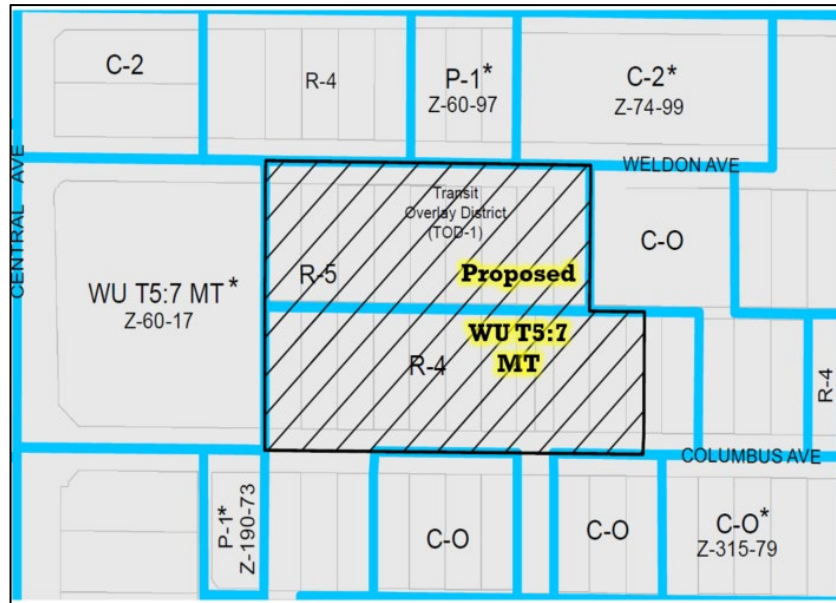 C-2
R-4
P-1*
Z-60-97
C-2*
Z-74-99
CENTRAL AVE
WELDON AVE
Transit
Overlay District
(TOD-1)
C-O
R-5
Proposed
WU T5:7 MT*
Z-60-17
WU T5:7
MT
R-4
R-4
COLUMBUS AVE
P-1*
Z-190-73
C-O
C-O
C-O*
Z-315-79